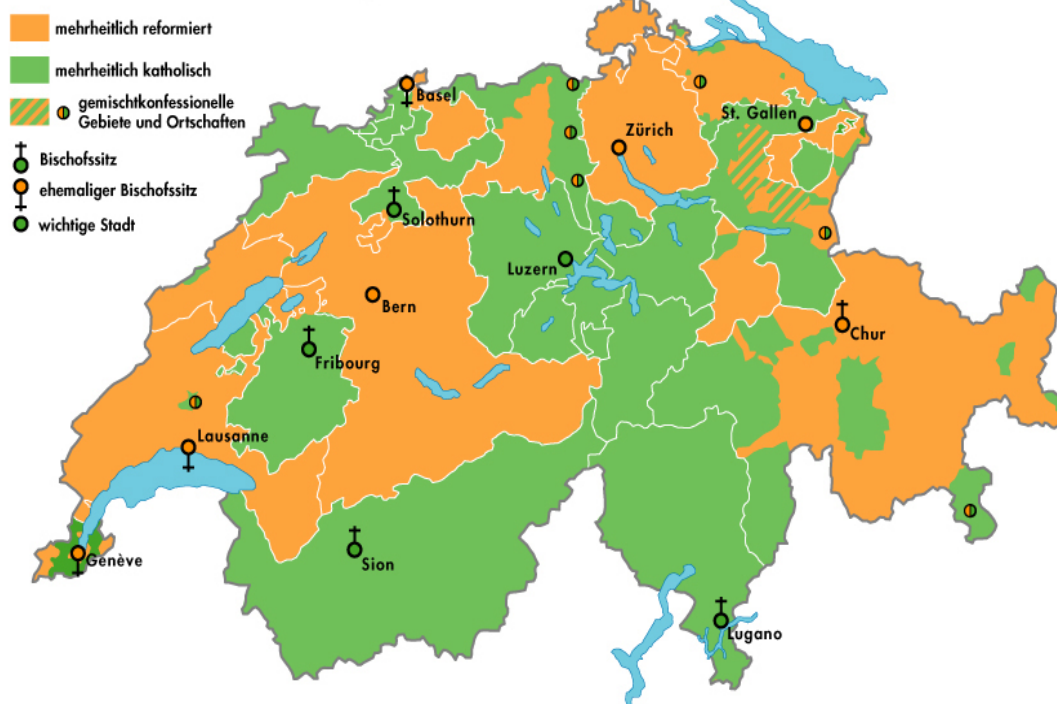 mehrheitlich reformiert
mehrheitlich katholisch
gemischtkonfessionelle
Gebiete und Ortschaften
Bischofssitz
ehemaliger Bischofssitz
wichtige Stadt
Basel
St. Gallen
Zürich
Solothurn
Luzern
Bern
Chur
Fribourg
Lausanne
Genève
Sion
Lugano